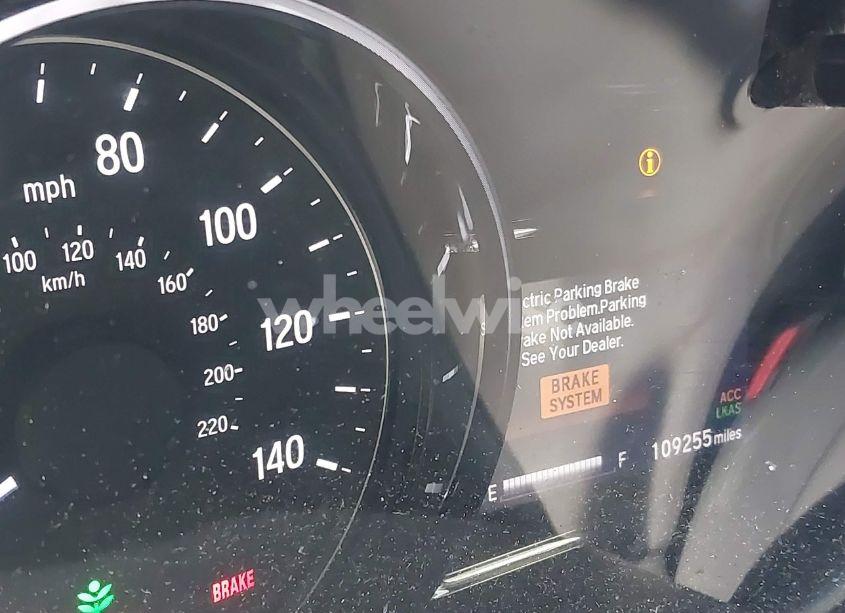 80
mph
100
100
120
140
km/h
160
180
120
200
220
140
ctric Parking Brake
em Problem.Parking
ake Not Available.
See Your Dealer.
BRAKE
SYSTEM
ACC
LKAS
E
F
109255 miles
BRAKE
i
wheelwi